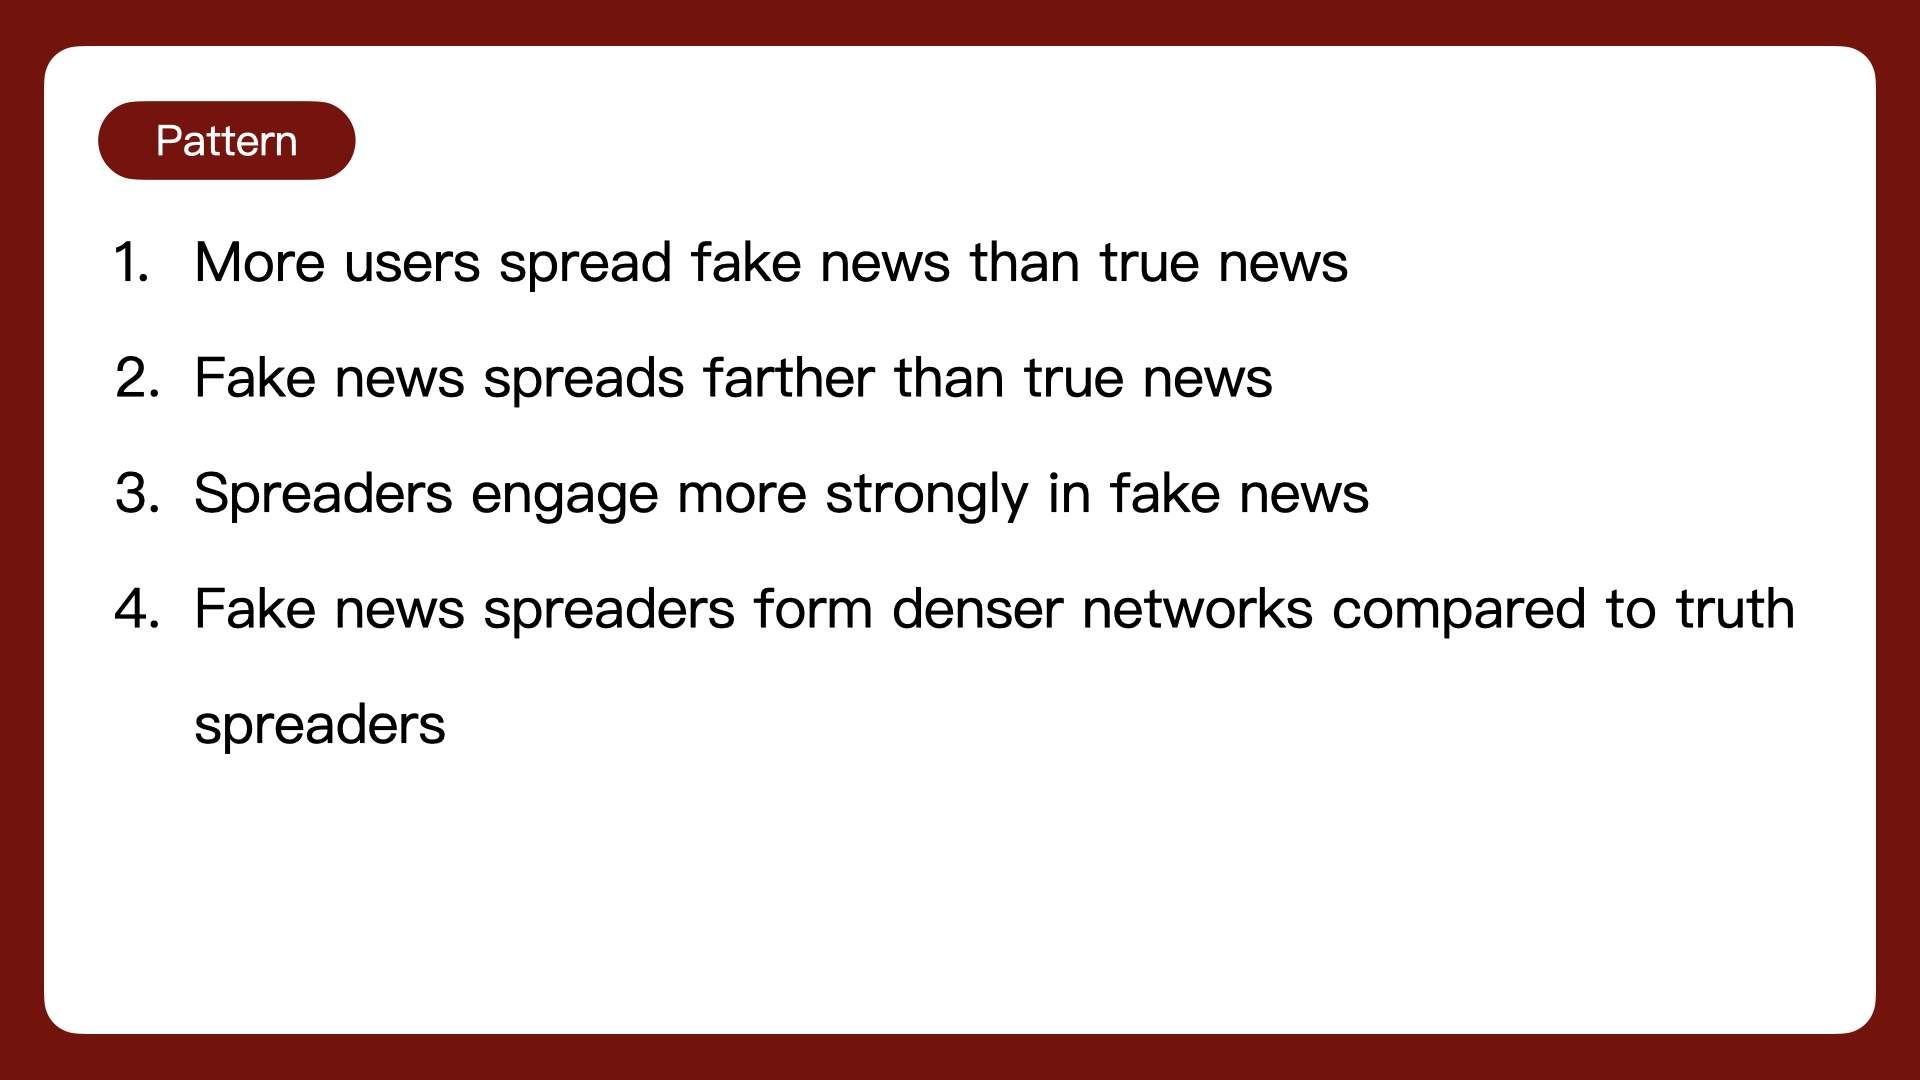 Pattern
1. More users spread fake news than true news
2. Fake news spreads farther than true news
3. Spreaders engage more strongly in fake news
4. Fake news spreaders form denser networks compared to truth
spreaders